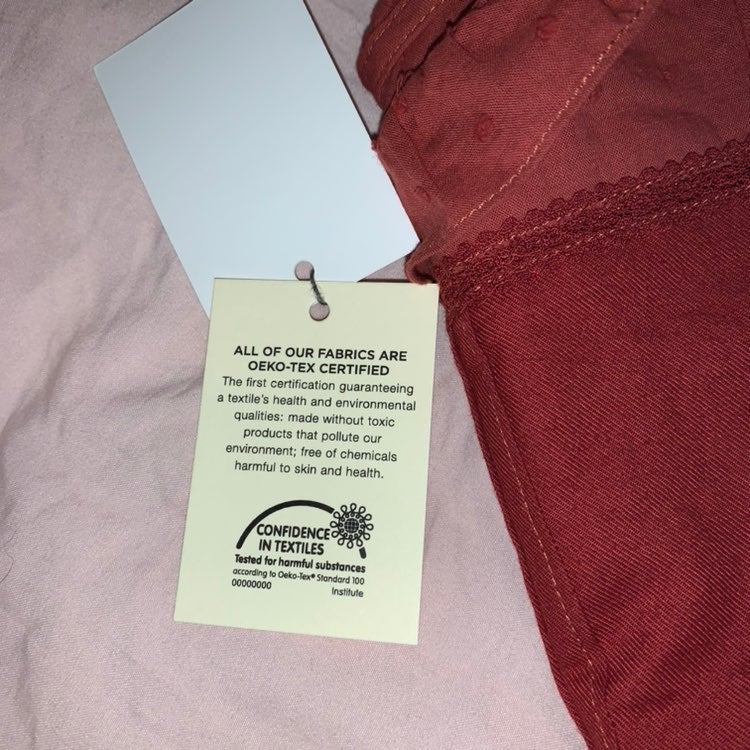 ALL OF OUR FABRICS ARE
OEKO-TEX CERTIFIED
The first certification guaranteeing
a textile's health and environmental
qualities: made without toxic
products that pollute our
environment; free of chemicals
harmful to skin and health.
CONFIDENCE
IN TEXTILES
Tested for harmful substances
according to Oeko-Tex® Standard 100
00000000 Institute